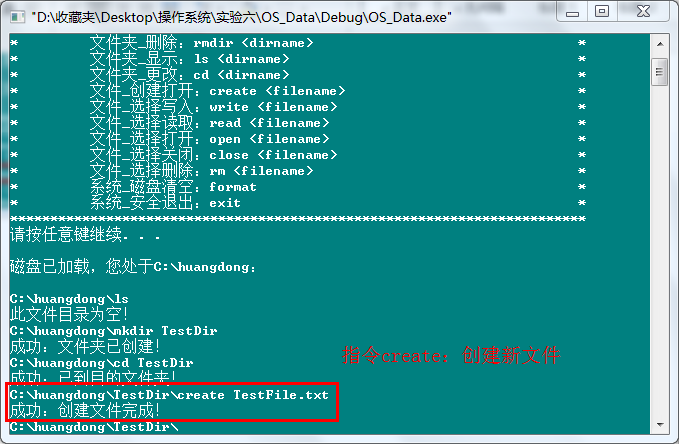 "D:\收藏夹\Desktop\操作系统\实验六\OS_Data\Debug\OS_Data.exe"
* 文件夹_删除：rmdir <dirname> *
* 文件夹_显示：ls <dirname> *
* 文件夹_更改：cd <dirname> *
* 文件_创建打开：create <filename> *
* 文件_选择写入：write <filename> *
* 文件_选择读取：read <filename> *
* 文件_选择打开：open <filename> *
* 文件_选择关闭：close <filename> *
* 文件_选择删除：rm <filename> *
* 系统_磁盘清空：format *
* 系统_安全退出：exit *
************************************************************************
请按任意键继续. . .
磁盘已加载，您处于C:\huangdong：
C:\huangdong\ls
此文件目录为空！
C:\huangdong\mkdir TestDir
成功：文件夹已创建！
指令create：创建新文件
C:\huangdong\cd TestDir
成功：已到目的文件夹！
C:\huangdong\TestDir\create TestFile.txt
成功：创建文件完成！
C:\huangdong\TestDir\